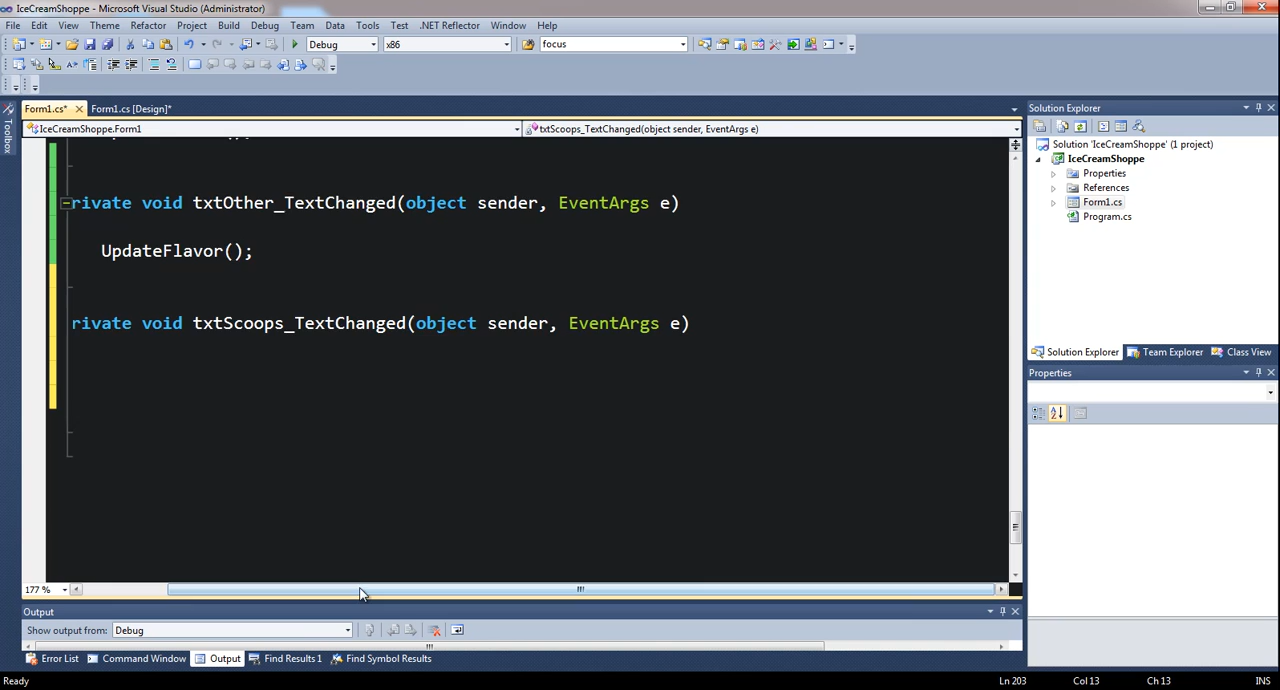 IceCreamShoppe - Microsoft Visual Studio (Administrator)
File Edit View Theme Refactor Project Build Debug Team Data Tools Test .NET Reflector Window Help
Debug x86 focus
Form1.cs* Form1.cs [Design]*
IceCreamShoppe.Form1 txtScoops_TextChanged(object sender, EventArgs e)
Toolbox
rivate void txtOther_TextChanged(object sender, EventArgs e)
UpdateFlavor();
rivate void txtScoops_TextChanged(object sender, EventArgs e)
177 %
Output
Show output from: Debug
Error List Command Window Output Find Results 1 Find Symbol Results
Ready Ln 203 Col 13 Ch 13 INS
Solution Explorer
Solution 'IceCreamShoppe' (1 project)
IceCreamShoppe
Properties
References
Form1.cs
Program.cs
Solution Explorer Team Explorer Class View
Properties